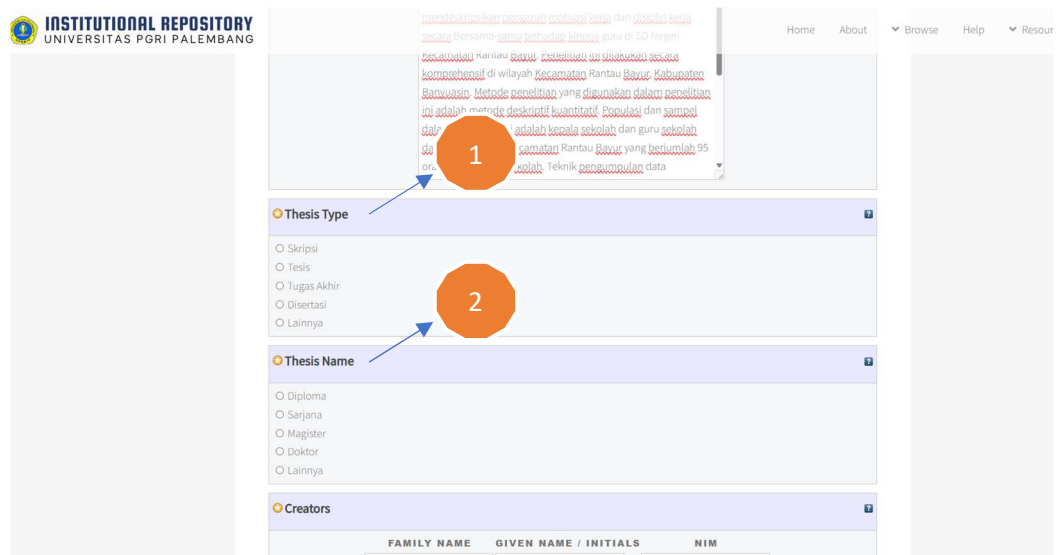 INSTITUTIONAL REPOSITORY
UNIVERSITAS PGRI PALEMBANG
Home About Browse Help Resour
mendeskripsikan pengaruh motivasi kerja dan disiplin kerja
secara Bersama-sama terhadap kinerja guru di SD Negeri
Kecamatan Rantau Bayur. Penelitian ini dilakukan secara
komprehensif di wilayah Kecamatan Rantau Bayur, Kabupaten
Banyuasin. Metode penelitian yang digunakan dalam penelitian
ini adalah metode deskriptif kuantitatif. Populasi dan sampel
adalah kepala sekolah dan guru sekolah
camatan Rantau Bayur yang berjumlah 95
kolah. Teknik pengumpulan data
1
Thesis Type
Skripsi
Tesis
Tugas Akhir
Disertasi
Lainnya
2
Thesis Name
Diploma
Sarjana
Magister
Doktor
Lainnya
Creators
FAMILY NAME GIVEN NAME / INITIALS NIM